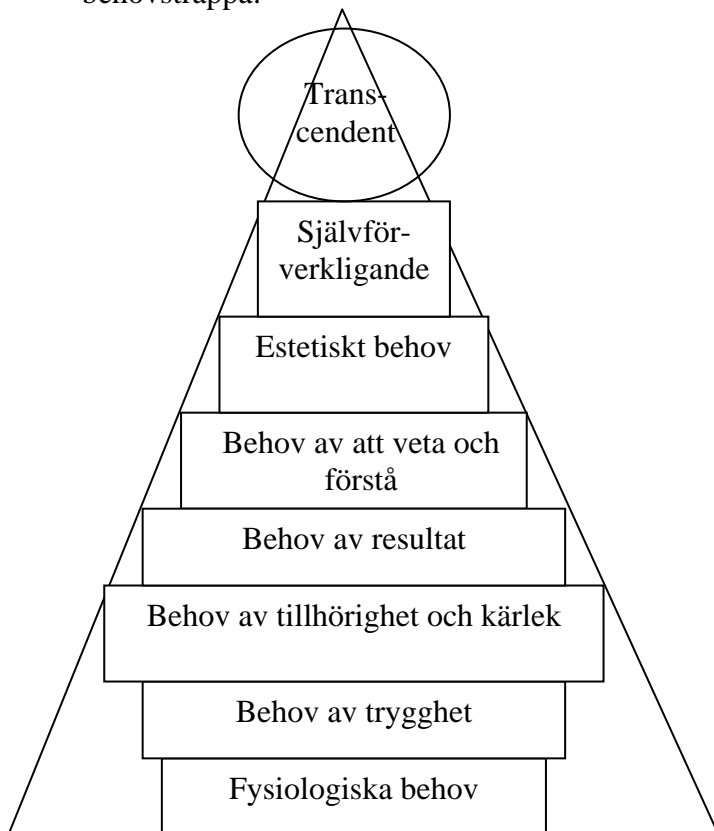 behovstrappa.
Trans-
cendent
Självför-
verkligande
Estetiskt behov
Behov av att veta och
förstå
Behov av resultat
Behov av tillhörighet och kärlek
Behov av trygghet
Fysiologiska behov